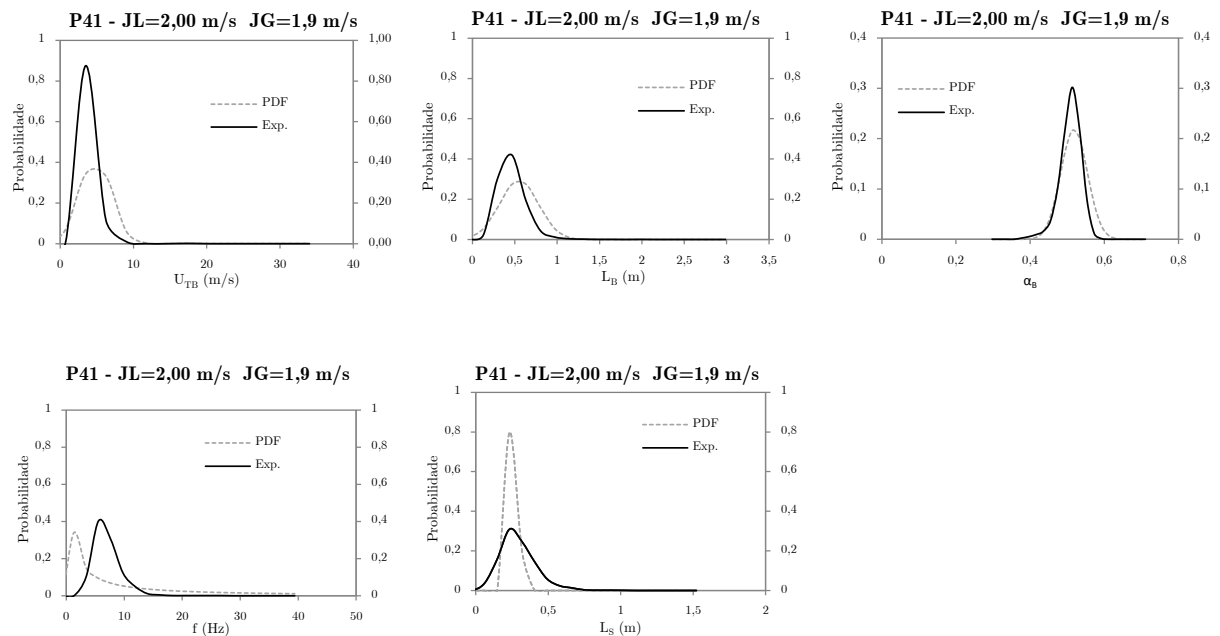 P41 - JL=2,00 m/s JG=1,9 m/s
1 1,00
0,8 0,80
0,6 0,60
0,4 0,40
0,2 0,20
0 0,00
Probabilidade
PDF
Exp.
0 10 20 30 40
U_TB (m/s)
P41 - JL=2,00 m/s JG=1,9 m/s
1 1
0,8 0,8
0,6 0,6
0,4 0,4
0,2 0,2
0 0
Probabilidade
PDF
Exp.
0 0,5 1 1,5 2 2,5 3 3,5
L_B (m)
P41 - JL=2,00 m/s JG=1,9 m/s
0,4 0,4
0,3 0,3
0,2 0,2
0,1 0,1
0 0
Probabilidade
PDF
Exp.
0 0,2 0,4 0,6 0,8
α_B
P41 - JL=2,00 m/s JG=1,9 m/s
1 1
0,8 0,8
0,6 0,6
0,4 0,4
0,2 0,2
0 0
Probabilidade
PDF
Exp.
0 10 20 30 40 50
f (Hz)
P41 - JL=2,00 m/s JG=1,9 m/s
1 1
0,8 0,8
0,6 0,6
0,4 0,4
0,2 0,2
0 0
Probabilidade
PDF
Exp.
0 0,5 1 1,5 2
L_S (m)